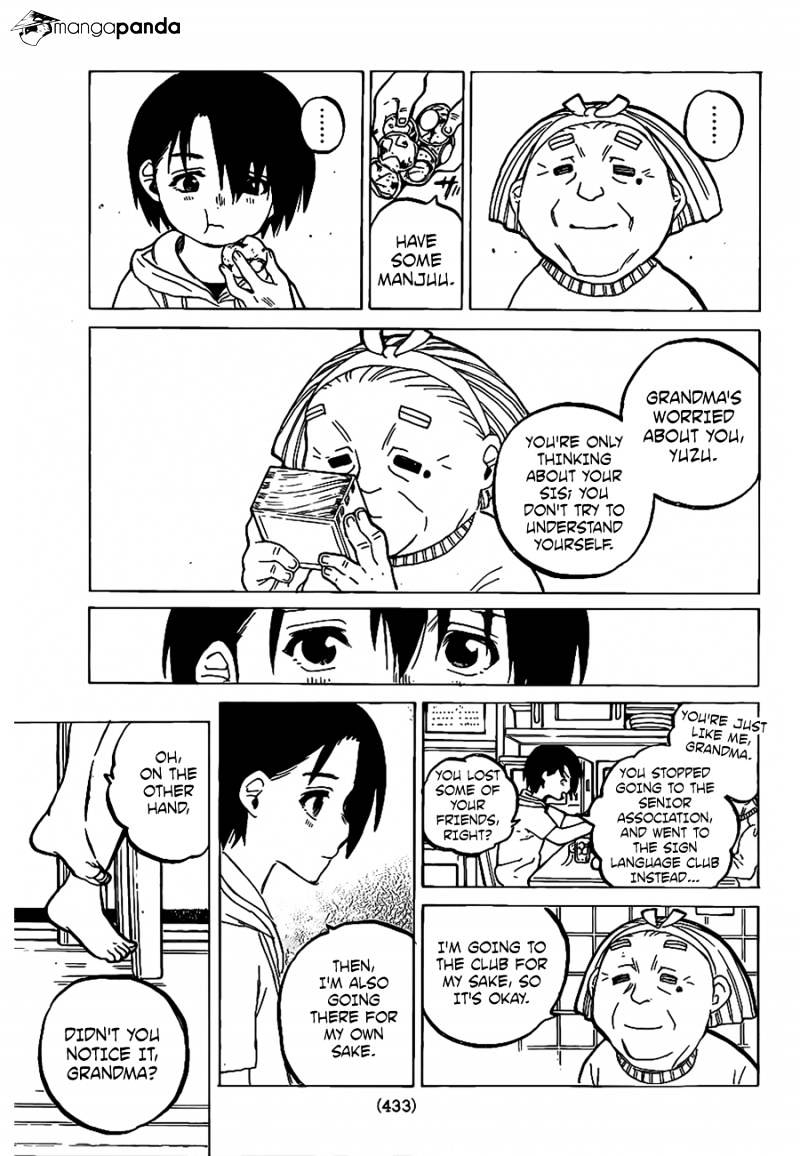 mangapanda
......
HAVE
SOME
MANJUU.
......
GRANDMA'S
WORRIED
ABOUT YOU,
YUZU.
YOU'RE ONLY
THINKING
ABOUT YOUR
SIS; YOU
DON'T TRY TO
UNDERSTAND
YOURSELF.
YOU'RE JUST
LIKE ME,
GRANDMA.
YOU STOPPED
GOING TO THE
SENIOR
ASSOCIATION,
AND WENT
TO THE
SIGN
LANGUAGE CLUB
INSTEAD...
YOU LOST
SOME OF
YOUR
FRIENDS,
RIGHT?
I'M GOING TO
THE CLUB FOR
MY SAKE, SO
IT'S OKAY.
THEN,
I'M ALSO
GOING
THERE FOR
MY OWN
SAKE.
OH,
ON THE
OTHER
HAND,
DIDN'T YOU
NOTICE IT,
GRANDMA?
(433)